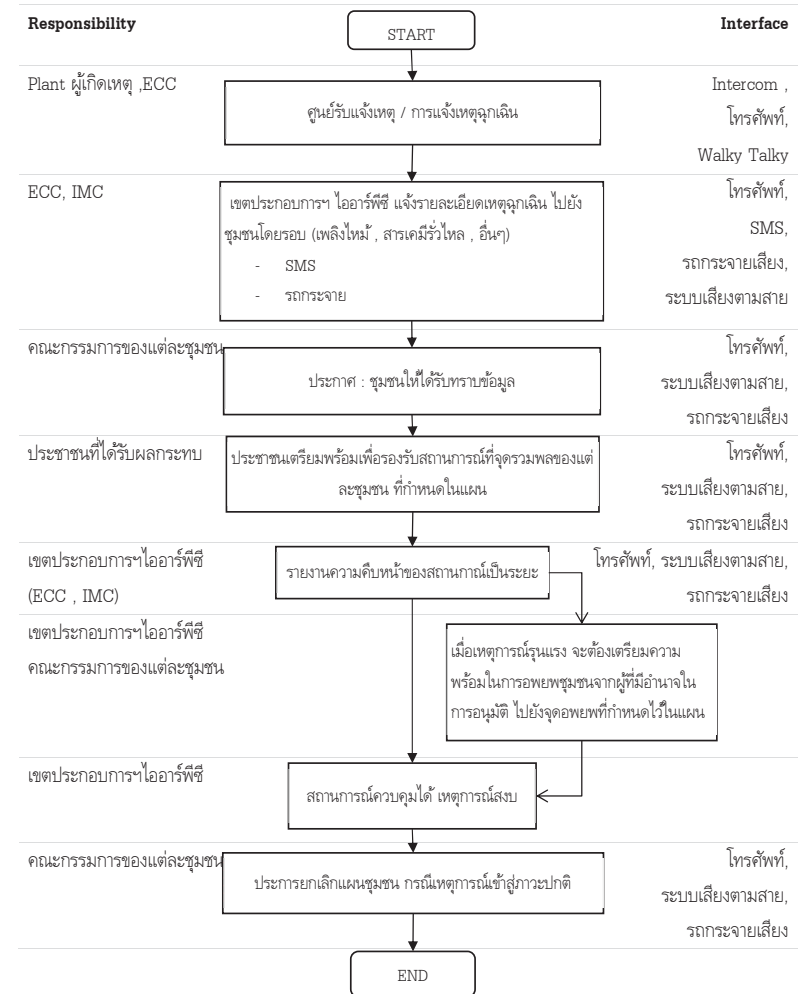 Responsibility
START
Interface
Plant ผู้เกิดเหตุ ,ECC
ศูนย์รับแจ้งเหตุ / การแจ้งเหตุฉุกเฉิน
Intercom ,
โทรศัพท์,
Walky Talky
ECC, IMC
เขตประกอบการฯ ไออาร์พีซี แจ้งรายละเอียดเหตุฉุกเฉิน ไปยัง
ชุมชนโดยรอบ (เพลิงไหม้ , สารเคมีรั่วไหล , อื่นๆ)
- SMS
- รถกระจาย
โทรศัพท์,
SMS,
รถกระจายเสียง,
ระบบเสียงตามสาย
คณะกรรมการของแต่ละชุมชน
ประกาศ : ชุมชนให้ได้รับทราบข้อมูล
โทรศัพท์,
ระบบเสียงตามสาย,
รถกระจายเสียง
ประชาชนที่ได้รับผลกระทบ
ประชาชนเตรียมพร้อมเพื่อรองรับสถานการณ์ที่จุดรวมพลของแต่
ละชุมชน ที่กำหนดในแผน
โทรศัพท์,
ระบบเสียงตามสาย,
รถกระจายเสียง
เขตประกอบการฯไออาร์พีซี
(ECC , IMC)
รายงานความคืบหน้าของสถานกาณ์เป็นระยะ
โทรศัพท์, ระบบเสียงตามสาย,
รถกระจายเสียง
เขตประกอบการฯไออาร์พีซี
คณะกรรมการของแต่ละชุมชน
เมื่อเหตุการณ์รุนแรง จะต้องเตรียมความ
พร้อมในการอพยพชุมชนจากผู้ที่มีอำนาจใน
การอนุมัติ ไปยังจุดอพยพที่กำหนดไว้ในแผน
เขตประกอบการฯไออาร์พีซี
สถานการณ์ควบคุมได้ เหตุการณ์สงบ
คณะกรรมการของแต่ละชุมชน
ประการยกเลิกแผนชุมชน กรณีเหตุการณ์เข้าสู่ภาวะปกติ
โทรศัพท์,
ระบบเสียงตามสาย,
รถกระจายเสียง
END